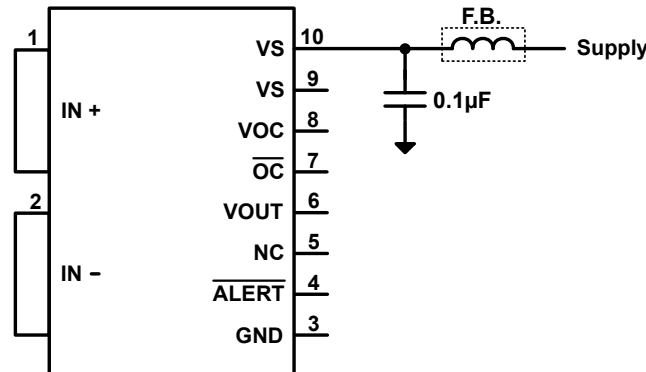 F.B.
1
VS 10
Supply
IN +
VS 9
0.1µF
VOC 8
OC 7
2
VOUT 6
NC 5
IN −
ALERT 4
GND 3